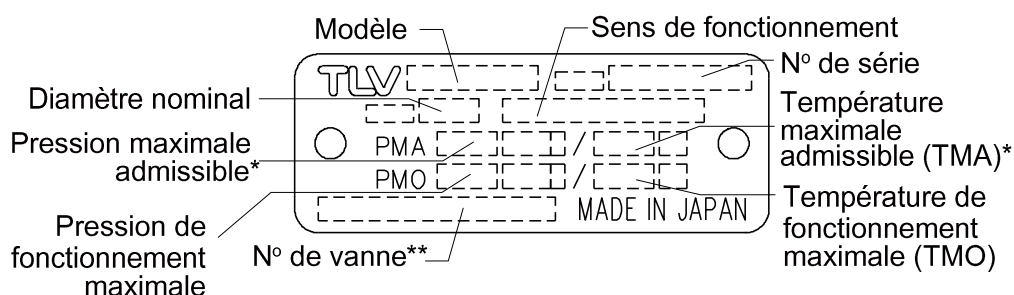 Modèle
Sens de fonctionnement
TLV
Nº de série
Diamètre nominal
Pression maximale
admissible*
PMA /
Température
maximale
admissible (TMA)*
PMO /
Pression de
fonctionnement
maximale
MADE IN JAPAN
Nº de vanne**
Température de
fonctionnement
maximale (TMO)